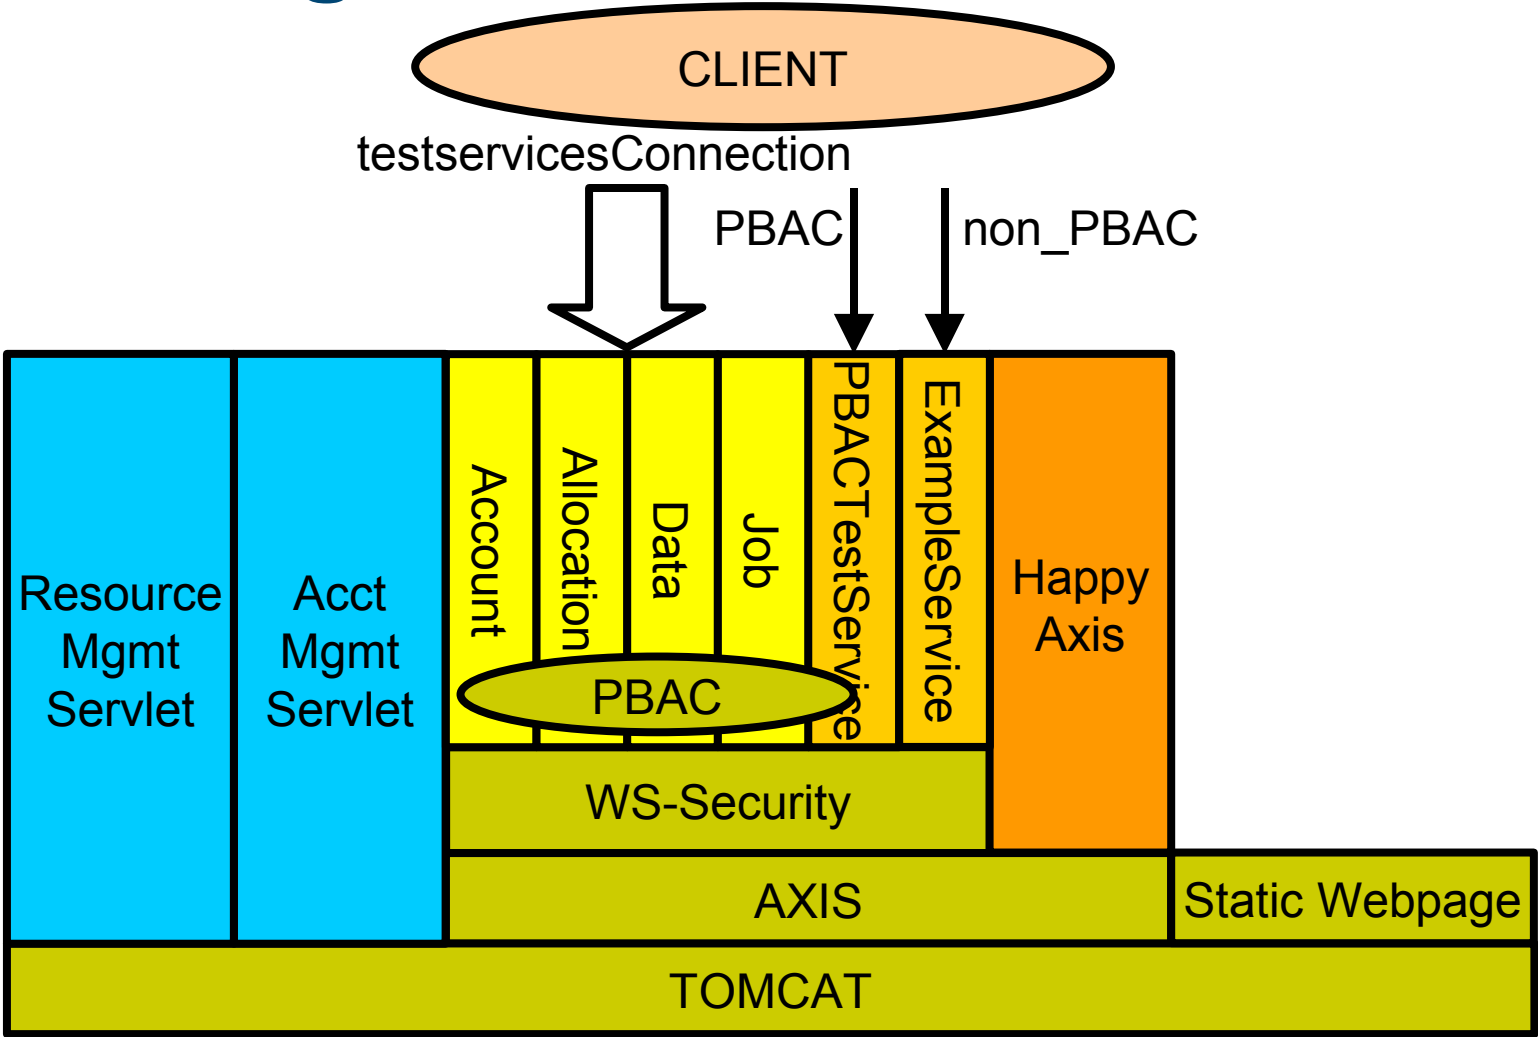 CLIENT
testservicesConnection
PBAC
non_PBAC
Resource
Mgmt
Servlet
Acct
Mgmt
Servlet
Account
Allocation
Data
Job
PBACTestService
ExampleService
Happy
Axis
PBAC
WS-Security
AXIS
Static Webpage
TOMCAT